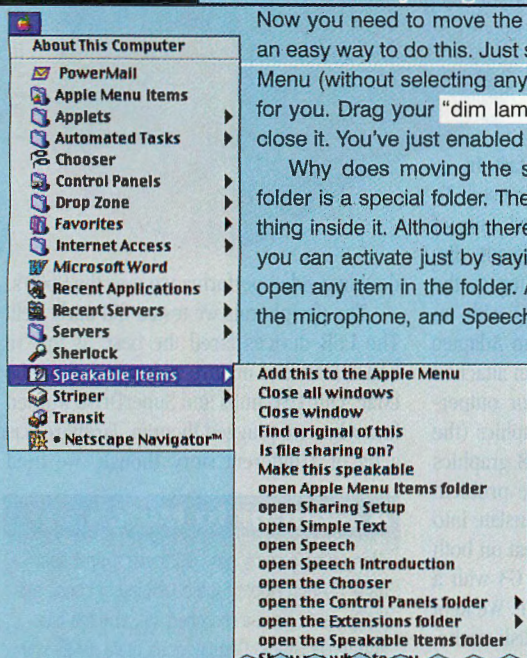 Now you need to move the
an easy way to do this. Just
Menu (without selecting any
for you. Drag your "dim lam
close it. You've just enabled
Why does moving the s
folder is a special folder. The
thing inside it. Although there
you can activate just by sayi
open any item in the folder. A
the microphone, and Speech
About This Computer
PowerMail
Apple Menu Items
Applets
Automated Tasks
Chooser
Control Panels
Drop Zone
Favorites
Internet Access
Microsoft Word
Recent Applications
Recent Servers
Servers
Sherlock
Speakable Items
Striper
Transit
• Netscape Navigator™
Add this to the Apple Menu
Close all windows
Close window
Find original of this
Is file sharing on?
Make this speakable
open Apple Menu Items folder
open Sharing Setup
open Simple Text
open Speech
open Speech Introduction
open the Chooser
open the Control Panels folder
open the Extensions folder
open the Speakable Items folder